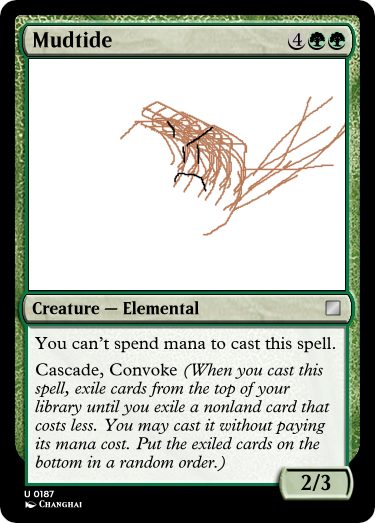 Mudtide 4
Creature — Elemental
You can't spend mana to cast this spell.
Cascade, Convoke (When you cast this
spell, exile cards from the top of your
library until you exile a nonland card that
costs less. You may cast it without paying
its mana cost. Put the exiled cards on the
bottom in a random order.)
2/3
U 0187
Changhai